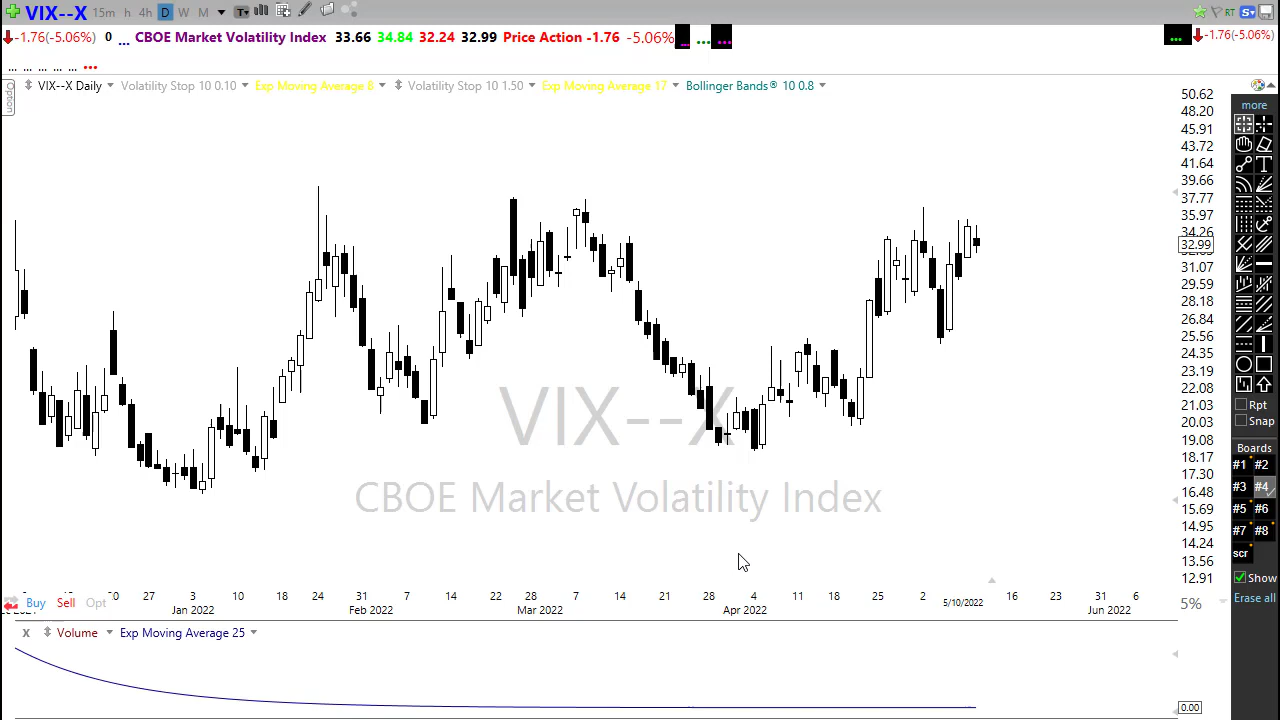 VIX--X 15m h 4h D W M T RT S
-1.76(-5.06%) 0 ... CBOE Market Volatility Index 33.66 34.84 32.24 32.99 Price Action -1.76 -5.06% ... ... ... ... -1.76(-5.06%)
... ... ... ... ... ...
Option
VIX--X Daily Volatility Stop 10 0.10 Exp Moving Average 8 Volatility Stop 10 1.50 Exp Moving Average 17 Bollinger Bands® 10 0.8
50.62
48.20
45.91
43.72
41.64
39.66
37.77
35.97
34.26
32.99
31.07
29.59
28.18
26.84
25.56
24.35
23.19
22.08
21.03
20.03
19.08
18.17
17.30
16.48
15.69
14.95
14.24
13.56
12.91
5%
VIX--X
CBOE Market Volatility Index
Buy Sell Opt
10 27 3 10 18 24 31 7 14 22 28 7 14 21 28 4 11 18 25 2 5/10/2022 16 23 31 6
Jan 2022 Feb 2022 Mar 2022 Apr 2022 Jun 2022
x Volume Exp Moving Average 25
0.00
more
T
Rpt
Snap
Boards
#1 #2
#3 #4
#5 #6
#7 #8
scr
Show
Erase all